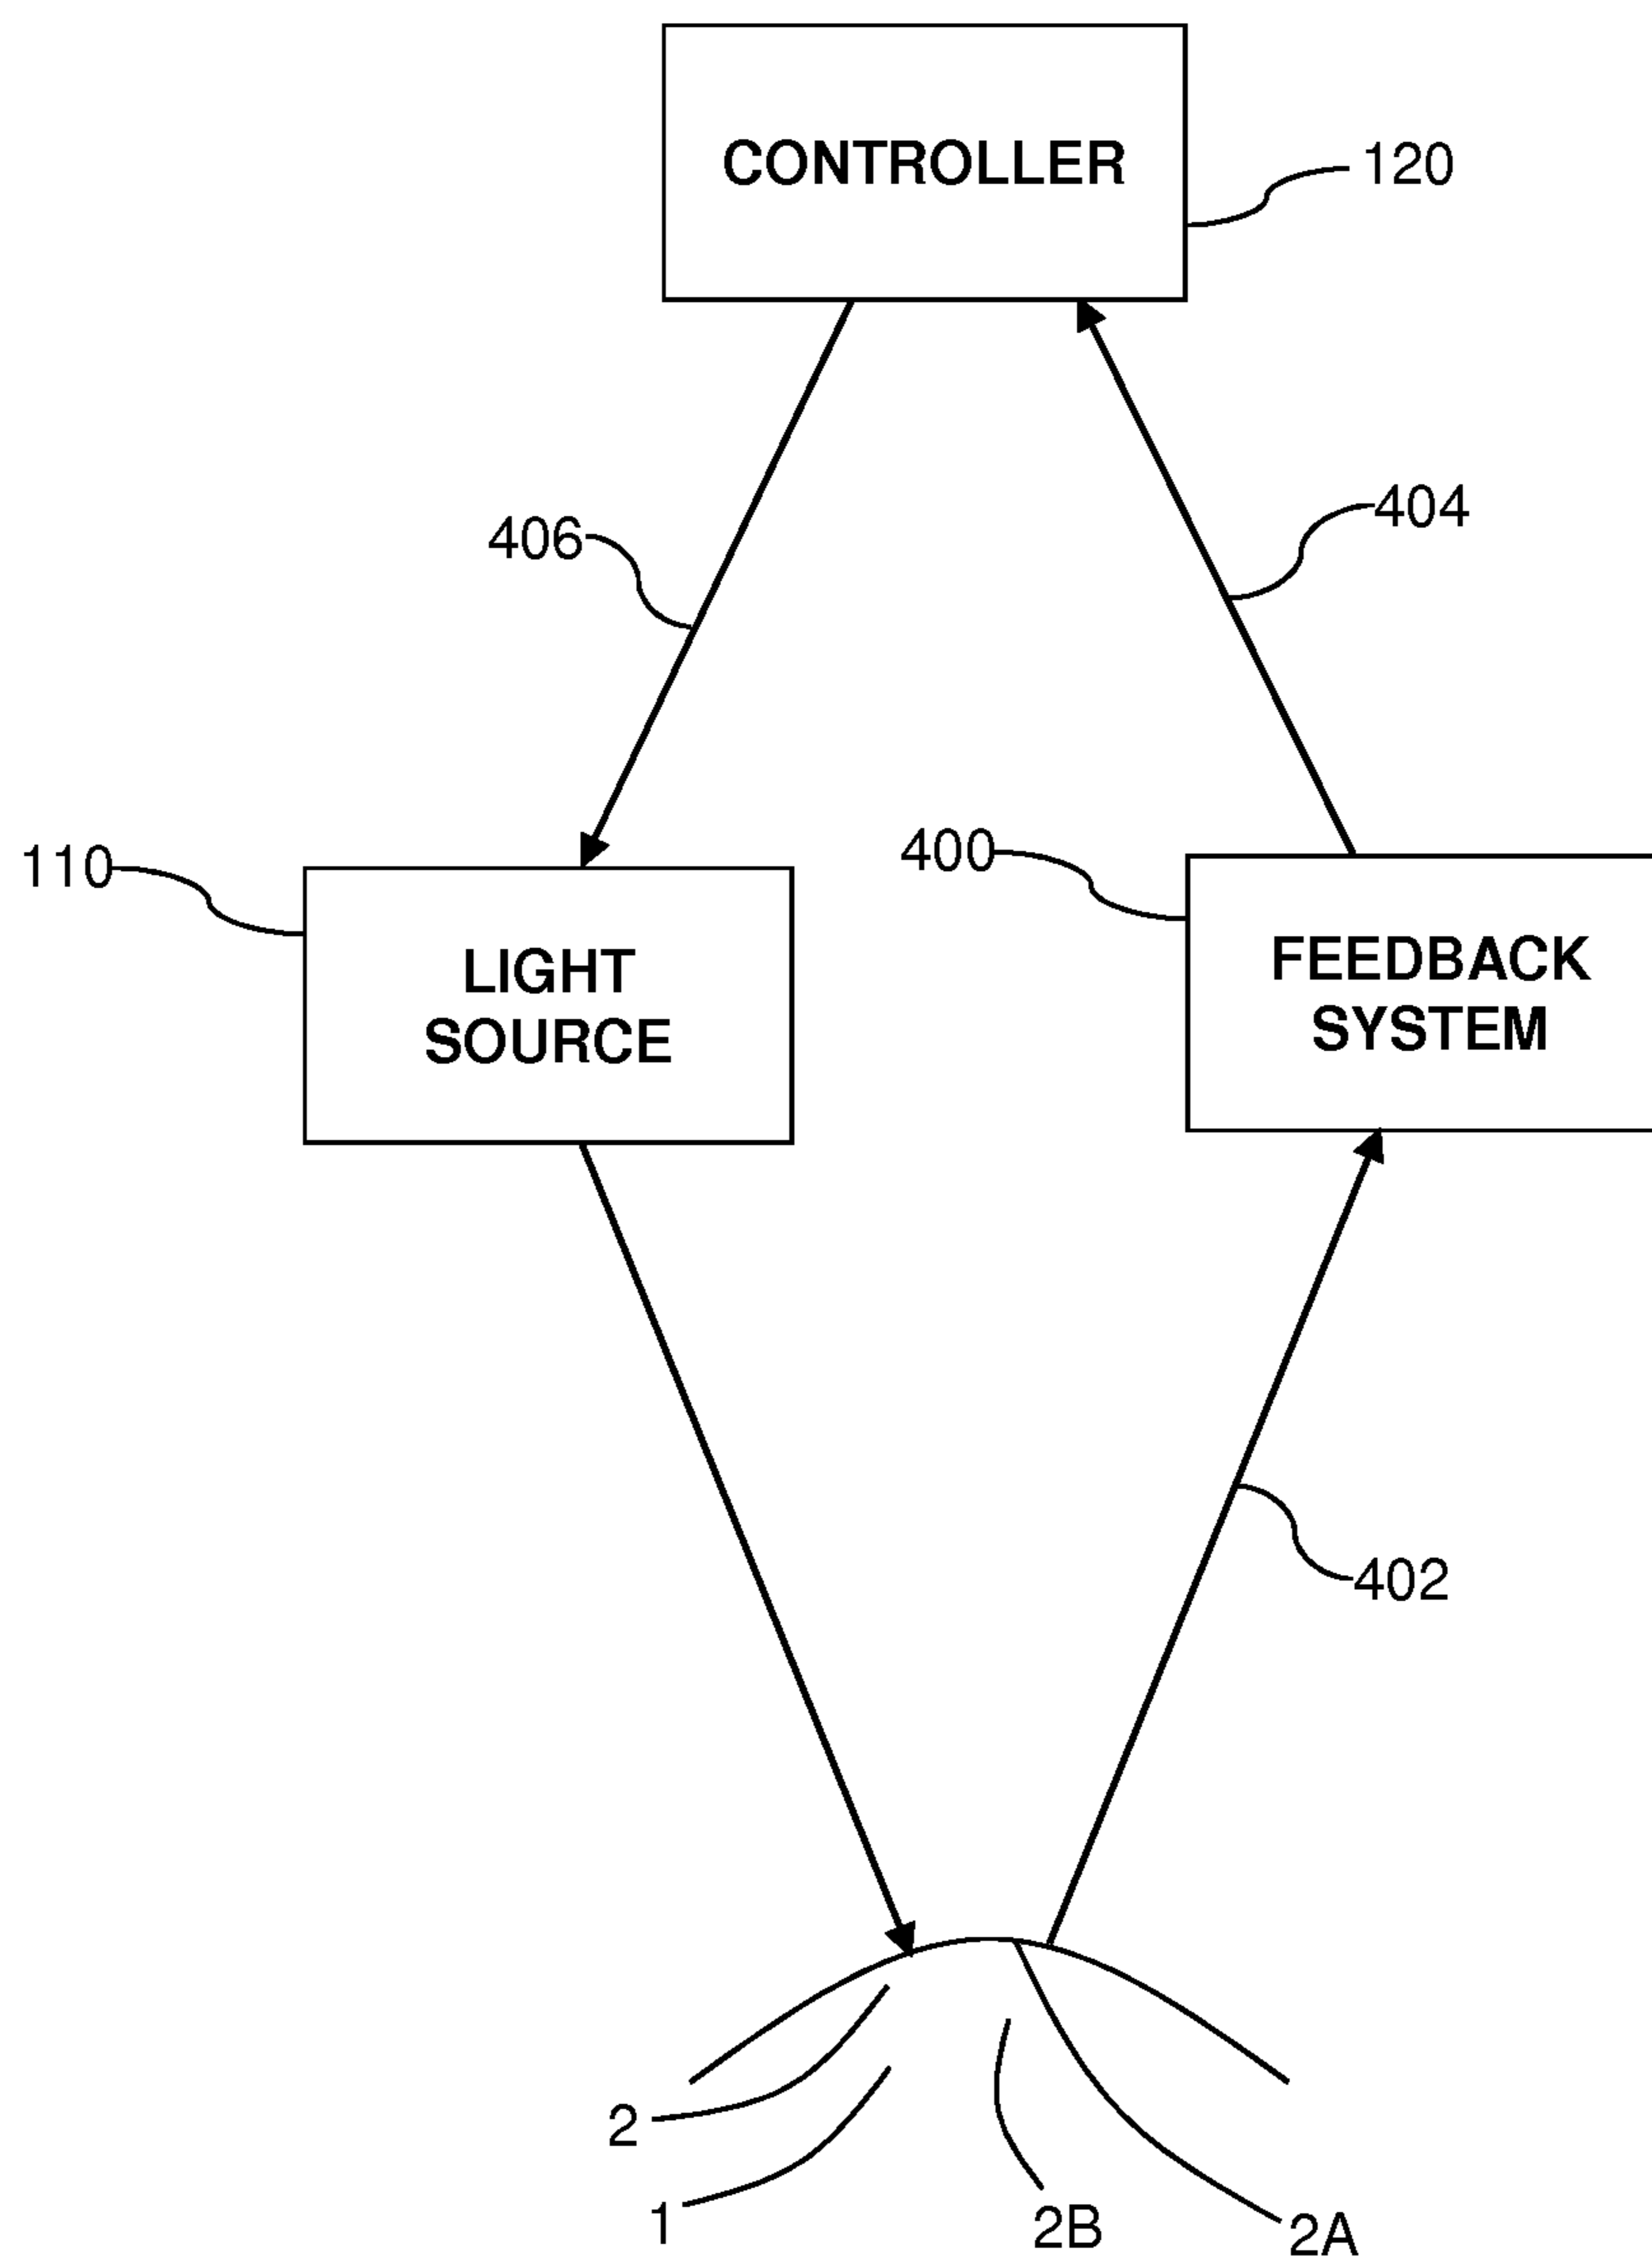 CONTROLLER
120
406
404
110
400
LIGHT
SOURCE
FEEDBACK
SYSTEM
402
2
1
2B
2A